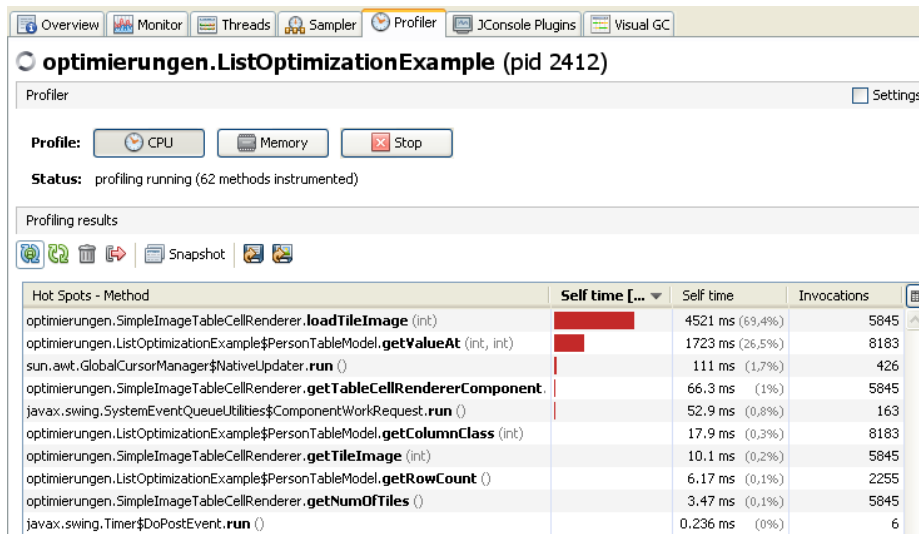 Overview Monitor Threads Sampler Profiler JConsole Plugins Visual GC
optimierungen.ListOptimizationExample (pid 2412)
Profiler Settings
Profile: CPU Memory Stop
Status: profiling running (62 methods instrumented)
Profiling results
Snapshot
Hot Spots - Method Self time [... Self time Invocations
optimierungen.SimpleImageTableCellRenderer.loadTileImage (int) 4521 ms (69,4%) 5845
optimierungen.ListOptimizationExample$PersonTableModel.getValueAt (int, int) 1723 ms (26,5%) 8183
sun.awt.GlobalCursorManager$NativeUpdater.run () 111 ms (1,7%) 426
optimierungen.SimpleImageTableCellRenderer.getTableCellRendererComponent. 66.3 ms (1%) 5845
javax.swing.SystemEventQueueUtilities$ComponentWorkRequest.run () 52.9 ms (0,8%) 163
optimierungen.ListOptimizationExample$PersonTableModel.getColumnClass (int) 17.9 ms (0,3%) 8183
optimierungen.SimpleImageTableCellRenderer.getTileImage (int) 10.1 ms (0,2%) 5845
optimierungen.ListOptimizationExample$PersonTableModel.getRowCount () 6.17 ms (0,1%) 2255
optimierungen.SimpleImageTableCellRenderer.getNumOfTiles () 3.47 ms (0,1%) 5845
javax.swing.Timer$DoPostEvent.run () 0.236 ms (0%) 6